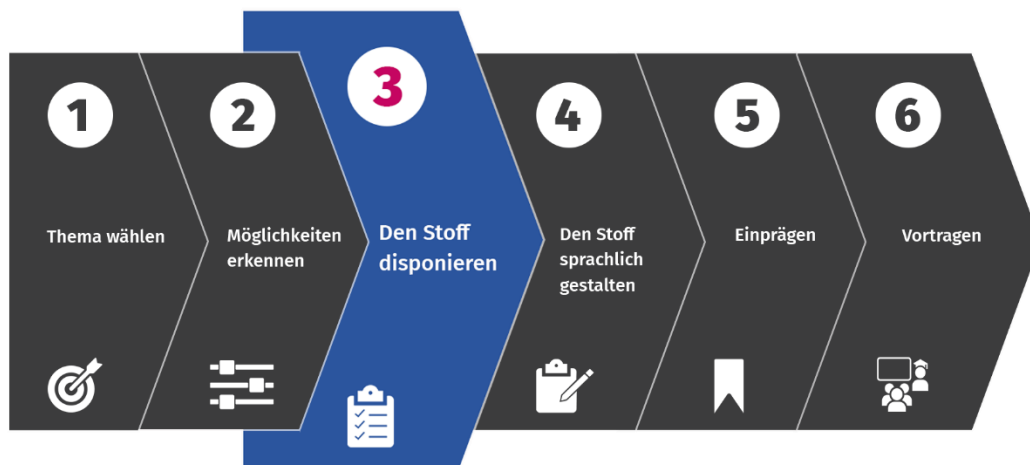 1
Thema wählen
2
Möglichkeiten
erkennen
3
Den Stoff
disponieren
4
Den Stoff
sprachlich
gestalten
5
Einprägen
6
Vortragen